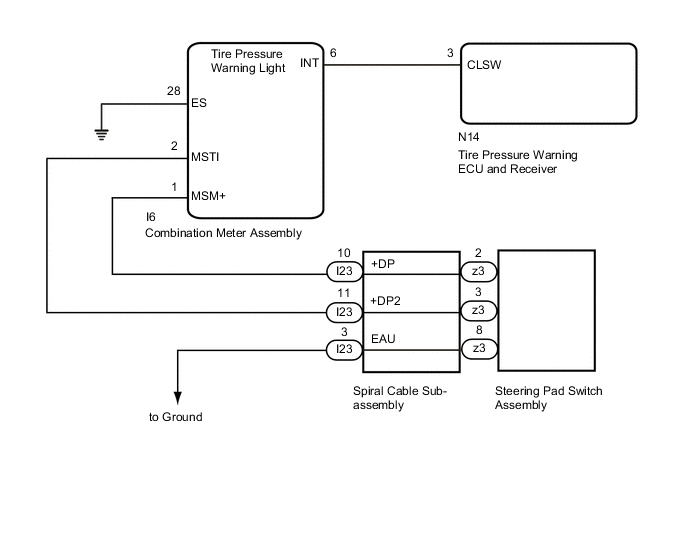 Tire Pressure
Warning Light
INT
6
3
CLSW
28
ES
2
MSTI
1
MSM+
I6
Combination Meter Assembly
N14
Tire Pressure Warning
ECU and Receiver
10
I23
+DP
2
z3
11
I23
+DP2
3
z3
3
I23
EAU
8
z3
to Ground
Spiral Cable Sub-
assembly
Steering Pad Switch
Assembly